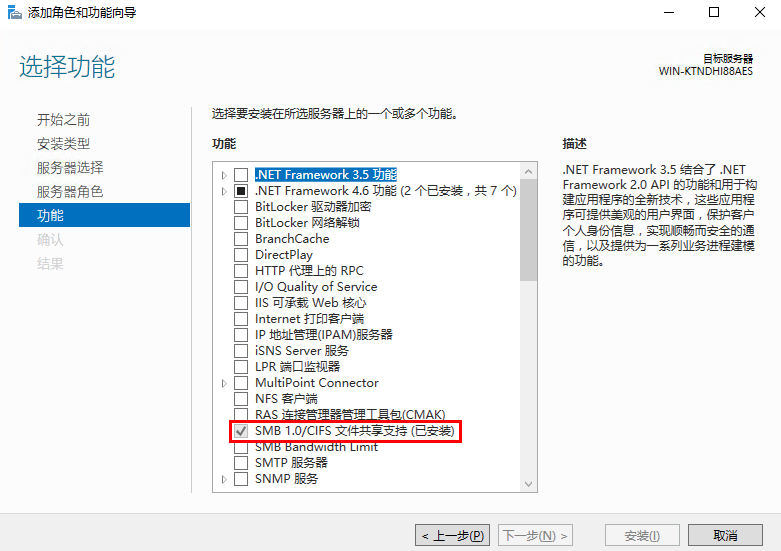 添加角色和功能向导
选择功能
目标服务器
WIN-KTNDHI88AES
开始之前
安装类型
服务器选择
服务器角色
功能
确认
结果
选择要安装在所选服务器上的一个或多个功能。
功能
.NET Framework 3.5 功能
.NET Framework 4.6 功能 (2 个已安装，共 7 个)
BitLocker 驱动器加密
BitLocker 网络解锁
BranchCache
DirectPlay
HTTP 代理上的 RPC
I/O Quality of Service
IIS 可承载 Web 核心
Internet 打印客户端
IP 地址管理(IPAM)服务器
iSNS Server 服务
LPR 端口监视器
MultiPoint Connector
NFS 客户端
RAS 连接管理器管理工具包(CMAK)
SMB 1.0/CIFS 文件共享支持 (已安装)
SMB Bandwidth Limit
SMTP 服务器
SNMP 服务
描述
.NET Framework 3.5 结合了 .NET
Framework 2.0 API 的功能和用于构
建应用程序的全新技术，这些应用程
序可提供美观的用户界面，保护客户
个人身份信息，实现顺畅而安全的通
信，以及提供为一系列业务进程建模
的功能。
< 上一步(P)
下一步(N) >
安装(I)
取消